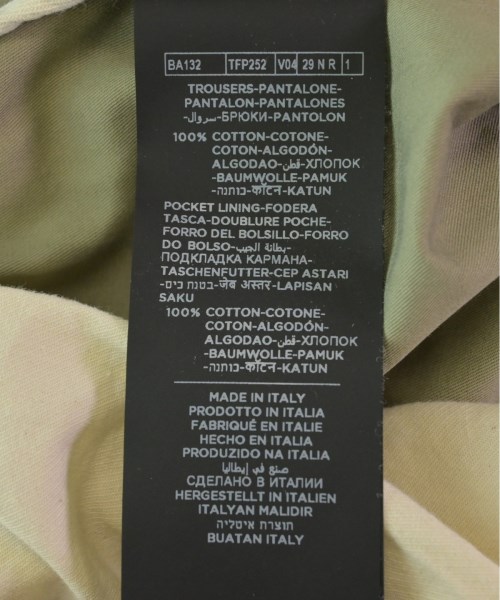 BA132 TFP252 V04 29 N R 1
TROUSERS-PANTALONE-
PANTALON-PANTALONES
-سروال-БРЮКИ-PANTOLON
100% COTTON-COTONE-
COTON-ALGODÓN-
ALGODAO-قطن-ХЛОПОК
-BAUMWOLLE-PAMUK
-כותנה-कॉटन-KATUN
POCKET LINING-FODERA
TASCA-DOUBLURE POCHE-
FORRO DEL BOLSILLO-FORRO
DO BOLSO-بطانة الجيب-
ПОДКЛАДКА КАРМАНА-
TASCHENFUTTER-CEP ASTARI
-בטנת כיס-जेब अस्तर-LAPISAN
SAKU
100% COTTON-COTONE-
COTON-ALGODÓN-
ALGODAO-قطن-ХЛОПОК
-BAUMWOLLE-PAMUK
-כותנה-कॉटन-KATUN
MADE IN ITALY
PRODOTTO IN ITALIA
FABRIQUÉ EN ITALIE
HECHO EN ITALIA
PRODUZIDO NA ITALIA
صنع في إيطاليا
СДЕЛАНО В ИТАЛИИ
HERGESTELLT IN ITALIEN
ITALYAN MALIDIR
תוצרת איטליה
BUATAN ITALY